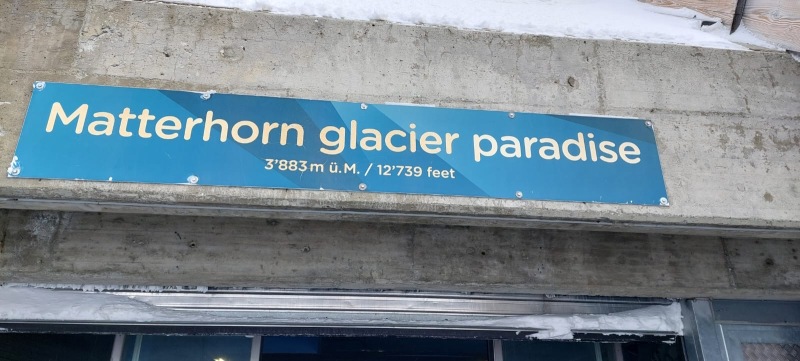 Matterhorn glacier paradise
3'883 m ü.M. / 12'739 feet